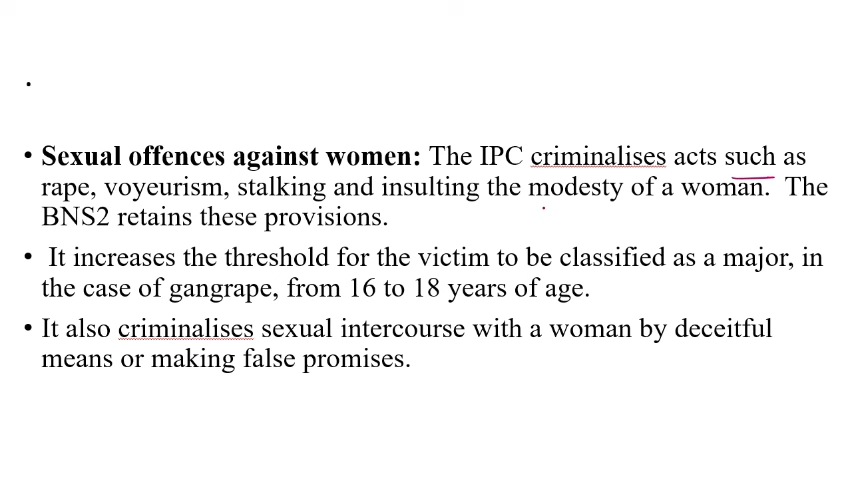 •
• Sexual offences against women: The IPC criminalises acts such as
rape, voyeurism, stalking and insulting the modesty of a woman. The
BNS2 retains these provisions.
• It increases the threshold for the victim to be classified as a major, in
the case of gangrape, from 16 to 18 years of age.
• It also criminalises sexual intercourse with a woman by deceitful
means or making false promises.